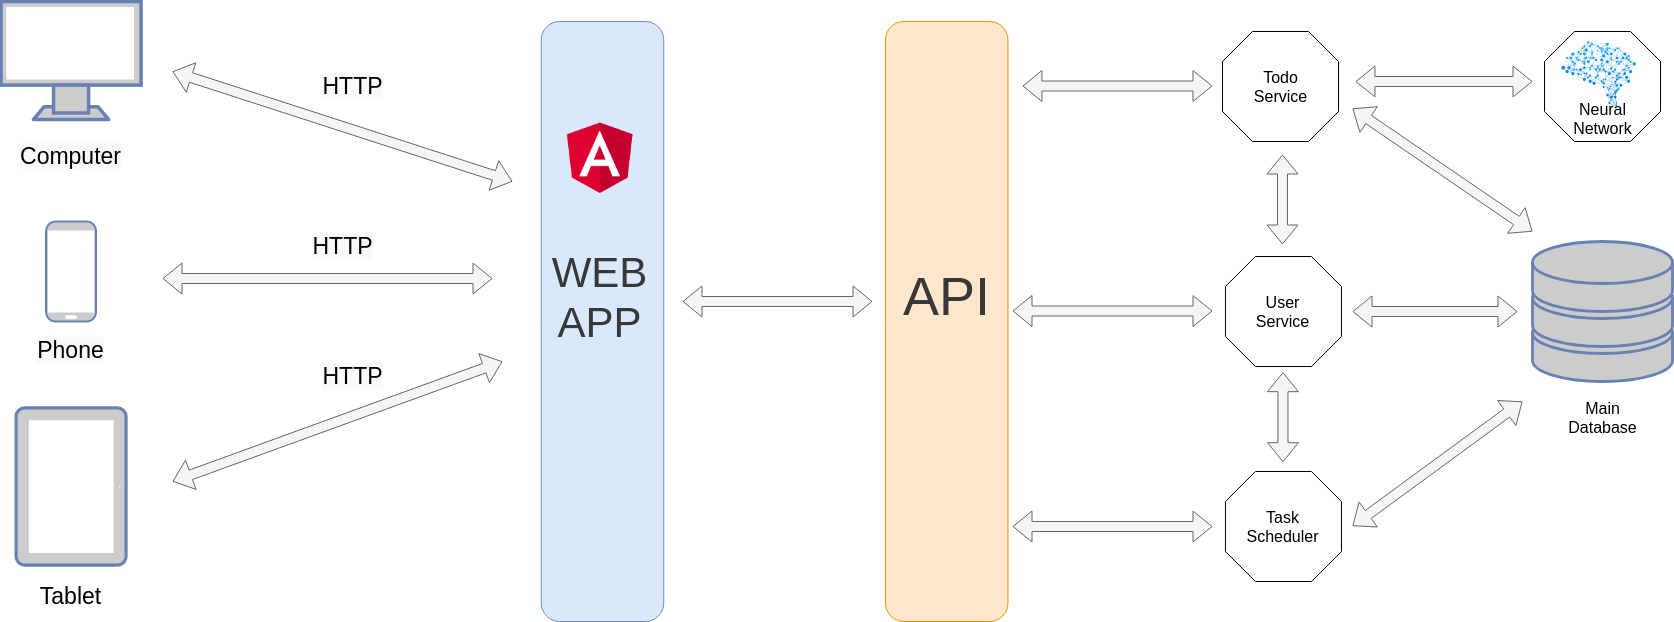 HTTP
Computer
HTTP
Phone
HTTP
Tablet
WEB
APP
API
Todo
Service
User
Service
Task
Scheduler
Neural
Network
Main
Database